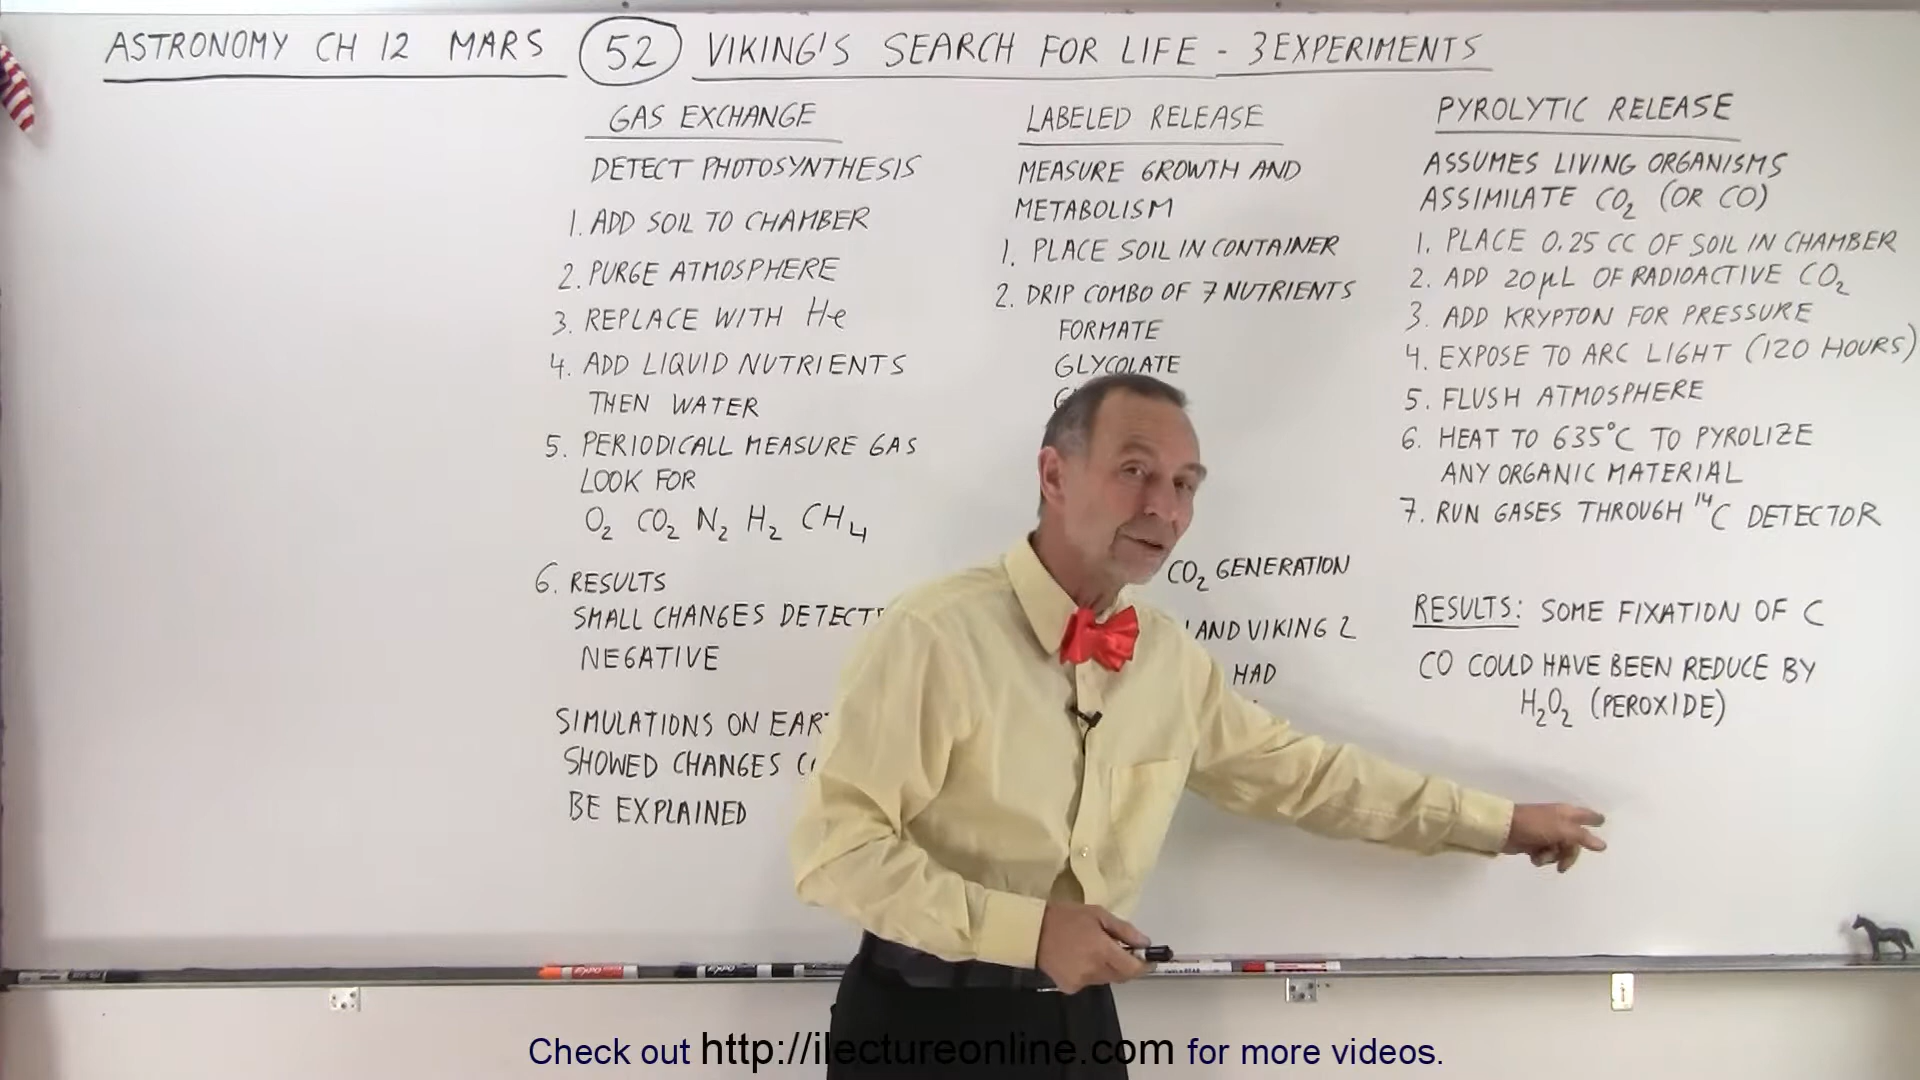 ASTRONOMY CH 12 MARS 52 VIKING'S SEARCH FOR LIFE - 3 EXPERIMENTS
GAS EXCHANGE
DETECT PHOTOSYNTHESIS
1. ADD SOIL TO CHAMBER
2. PURGE ATMOSPHERE
3. REPLACE WITH He
4. ADD LIQUID NUTRIENTS
THEN WATER
5. PERIODICALL MEASURE GAS
LOOK FOR
O₂ CO₂ N₂ H₂ CH₄
6. RESULTS
SMALL CHANGES
NEGATIVE
SIMULATIONS ON
SHOWED CHANGES
BE EXPLAINED
LABELED RELEASE
MEASURE GROWTH AND
METABOLISM
1. PLACE SOIL IN CONTAINER
2. DRIP COMBO OF 7 NUTRIENTS
FORMATE
GLYCOLATE
CO₂ GENERATION
AND VIKING 2
HAD
PYROLYTIC RELEASE
ASSUMES LIVING ORGANISMS
ASSIMILATE CO₂ (OR CO)
1. PLACE 0.25 CC OF SOIL IN CHAMBER
2. ADD 20 μL OF RADIOACTIVE CO₂
3. ADD KRYPTON FOR PRESSURE
4. EXPOSE TO ARC LIGHT (120 HOURS)
5. FLUSH ATMOSPHERE
6. HEAT TO 635°C TO PYROLIZE
ANY ORGANIC MATERIAL
7. RUN GASES THROUGH ¹⁴C DETECTOR
RESULTS: SOME FIXATION OF C
CO COULD HAVE BEEN REDUCE BY
H₂O₂ (PEROXIDE)
Check out http://ilectureonline.com for more videos.